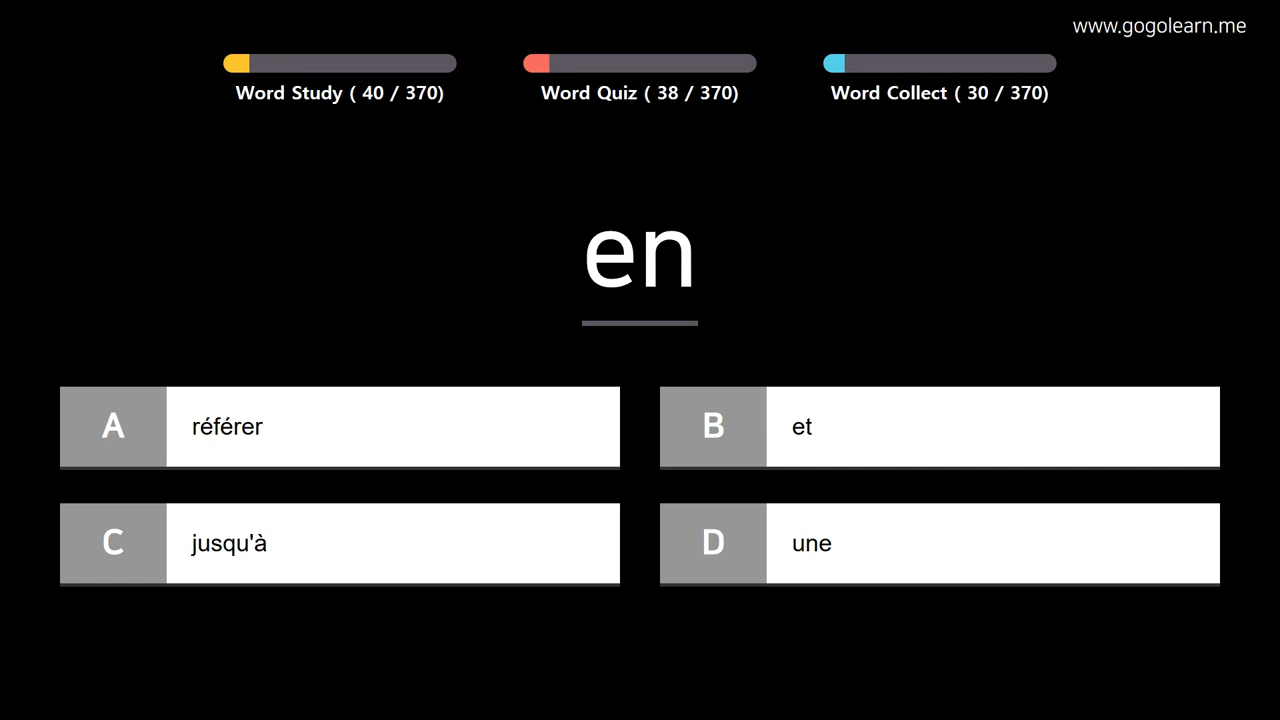 www.gogolearn.me
Word Study ( 40 / 370)
Word Quiz ( 38 / 370)
Word Collect ( 30 / 370)
en
A référer
B et
C jusqu'à
D une